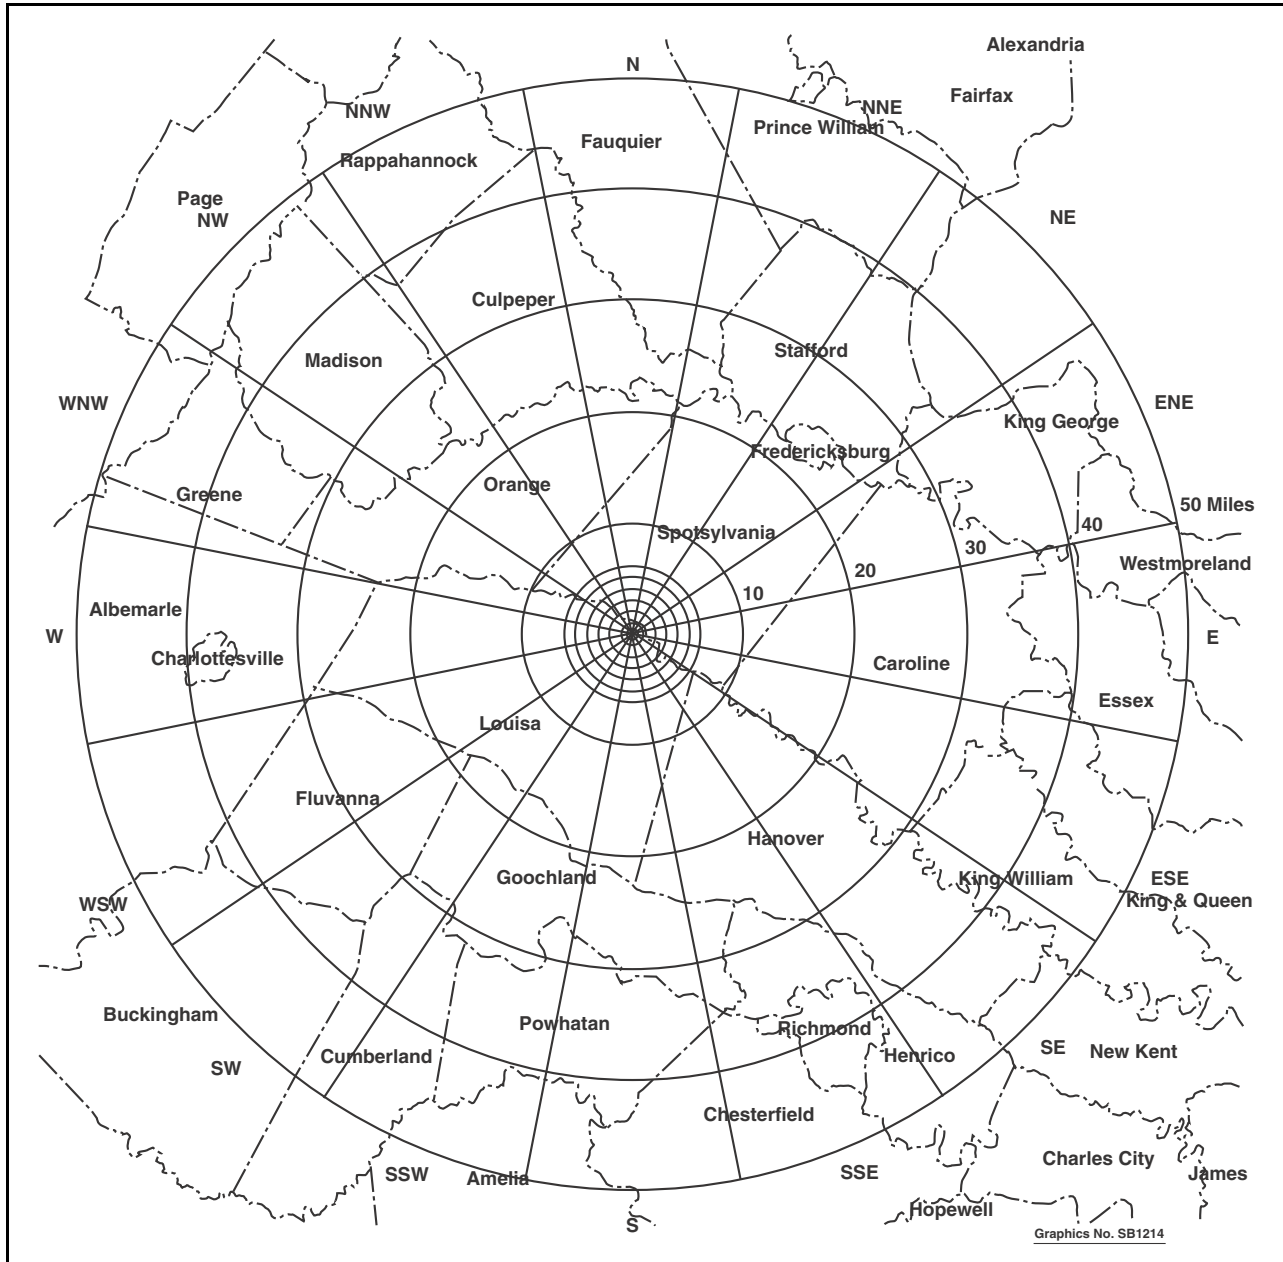 Alexandria
N
Fairfax
NNW
NNE
Prince William
Fauquier
Rappahannock
Page
NW
NE
Culpeper
Stafford
Madison
WNW
ENE
King George
Fredericksburg
Orange
Greene
50 Miles
40
Spotsylvania
30
Westmoreland
20
10
Albemarle
W
E
Charlottesville
Caroline
Essex
Louisa
Fluvanna
Hanover
Goochland
King William
ESE
WSW
King & Queen
Buckingham
Powhatan
Richmond
SE
New Kent
Cumberland
Henrico
SW
Chesterfield
Charles City
SSW
Amelia
SSE
James
Hopewell
S
Graphics No. SB1214